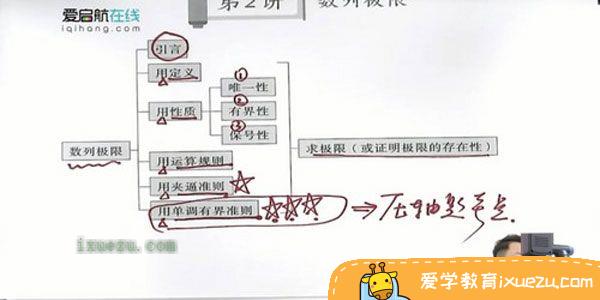 爱启航在线
iqihang.com
第2讲 数列极限
引言
用定义
① 唯一性
用性质
② 有界性
③ 保号性
数列极限
求极限（或证明极限的存在性）
用运算规则
用夹逼准则
用单调有界准则
⇒压轴题考点.
ixuezu.com
爱学教育ixuezu.com